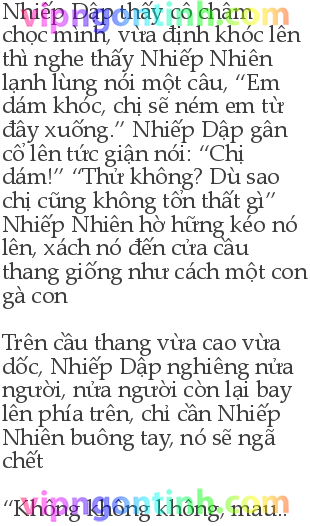 Nhiếp Dập thấy cô châm
chọc mình, vừa định khóc lên
thì nghe thấy Nhiếp Nhiên
lạnh lùng nói một câu, “Em
dám khóc, chị sẽ ném em từ
đây xuống.” Nhiếp Dập gân
cổ lên tức giận nói: “Chị
dám!” “Thử không? Dù sao
chị cũng không tổn thất gì”
Nhiếp Nhiên hờ hững kéo nó
lên, xách nó đến cửa cầu
thang giống như cách một con
gà con
Trên cầu thang vừa cao vừa
dốc, Nhiếp Dập nghiêng nửa
người, nửa người còn lại bay
lên phía trên, chỉ cần Nhiếp
Nhiên buông tay, nó sẽ ngã
chết
“Không không không, mau..
vipngontinh.com
vipngontinh.com